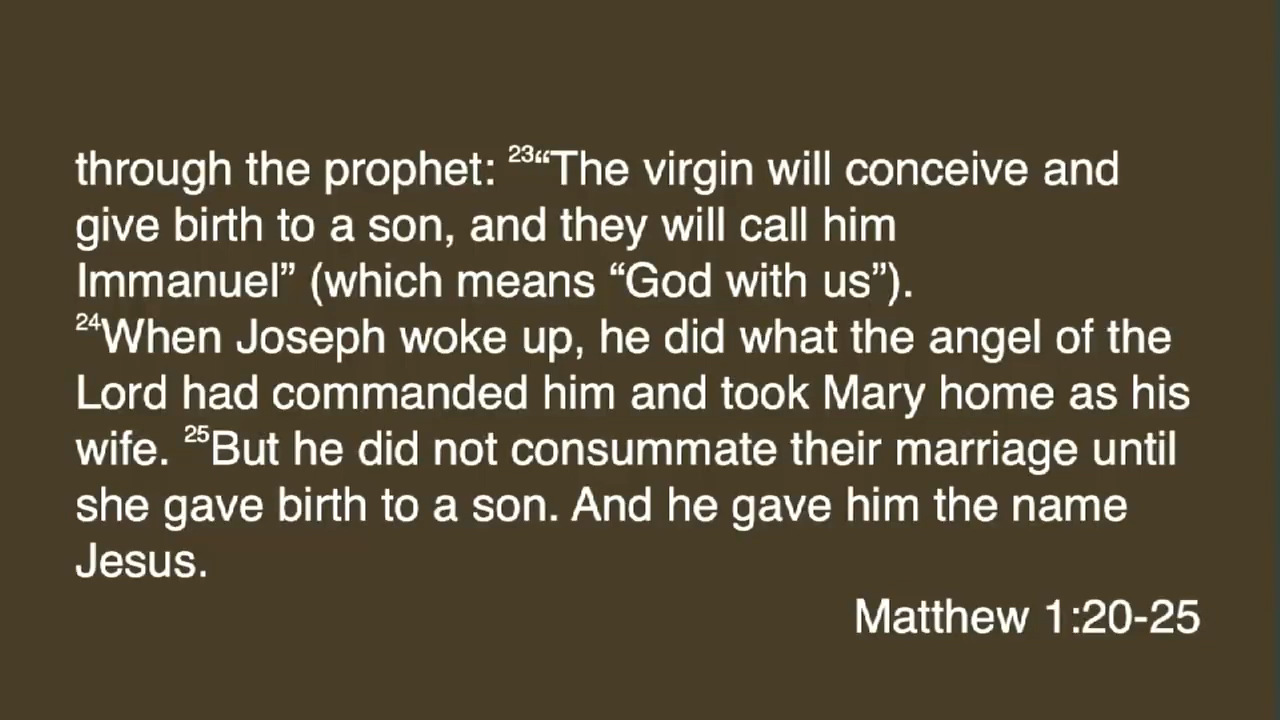 through the prophet: 23“The virgin will conceive and
give birth to a son, and they will call him
Immanuel” (which means “God with us”).
24When Joseph woke up, he did what the angel of the
Lord had commanded him and took Mary home as his
wife. 25But he did not consummate their marriage until
she gave birth to a son. And he gave him the name
Jesus.
Matthew 1:20-25